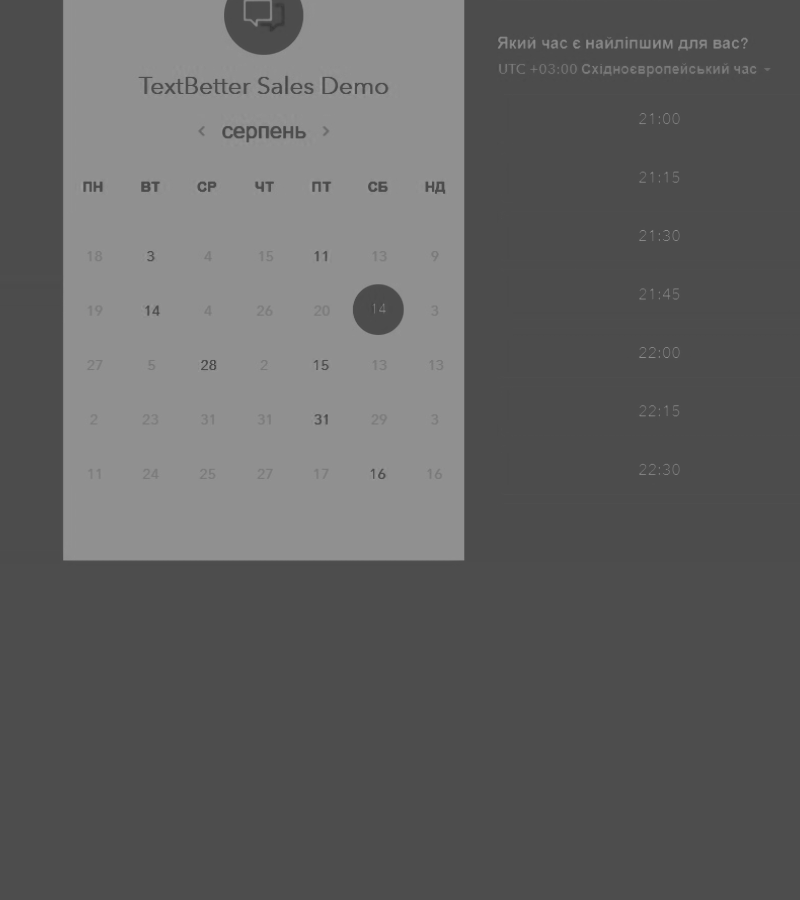 TextBetter Sales Demo
серпень
ПН ВТ СР ЧТ ПТ СБ НД
18 3 4 15 11 13 9
19 14 4 26 20 14 3
27 5 28 2 15 13 13
2 23 31 31 31 29 3
11 24 25 27 17 16 16
Який час є найліпшим для вас?
UTC +03:00 Східноєвропейський час
21:00
21:15
21:30
21:45
22:00
22:15
22:30